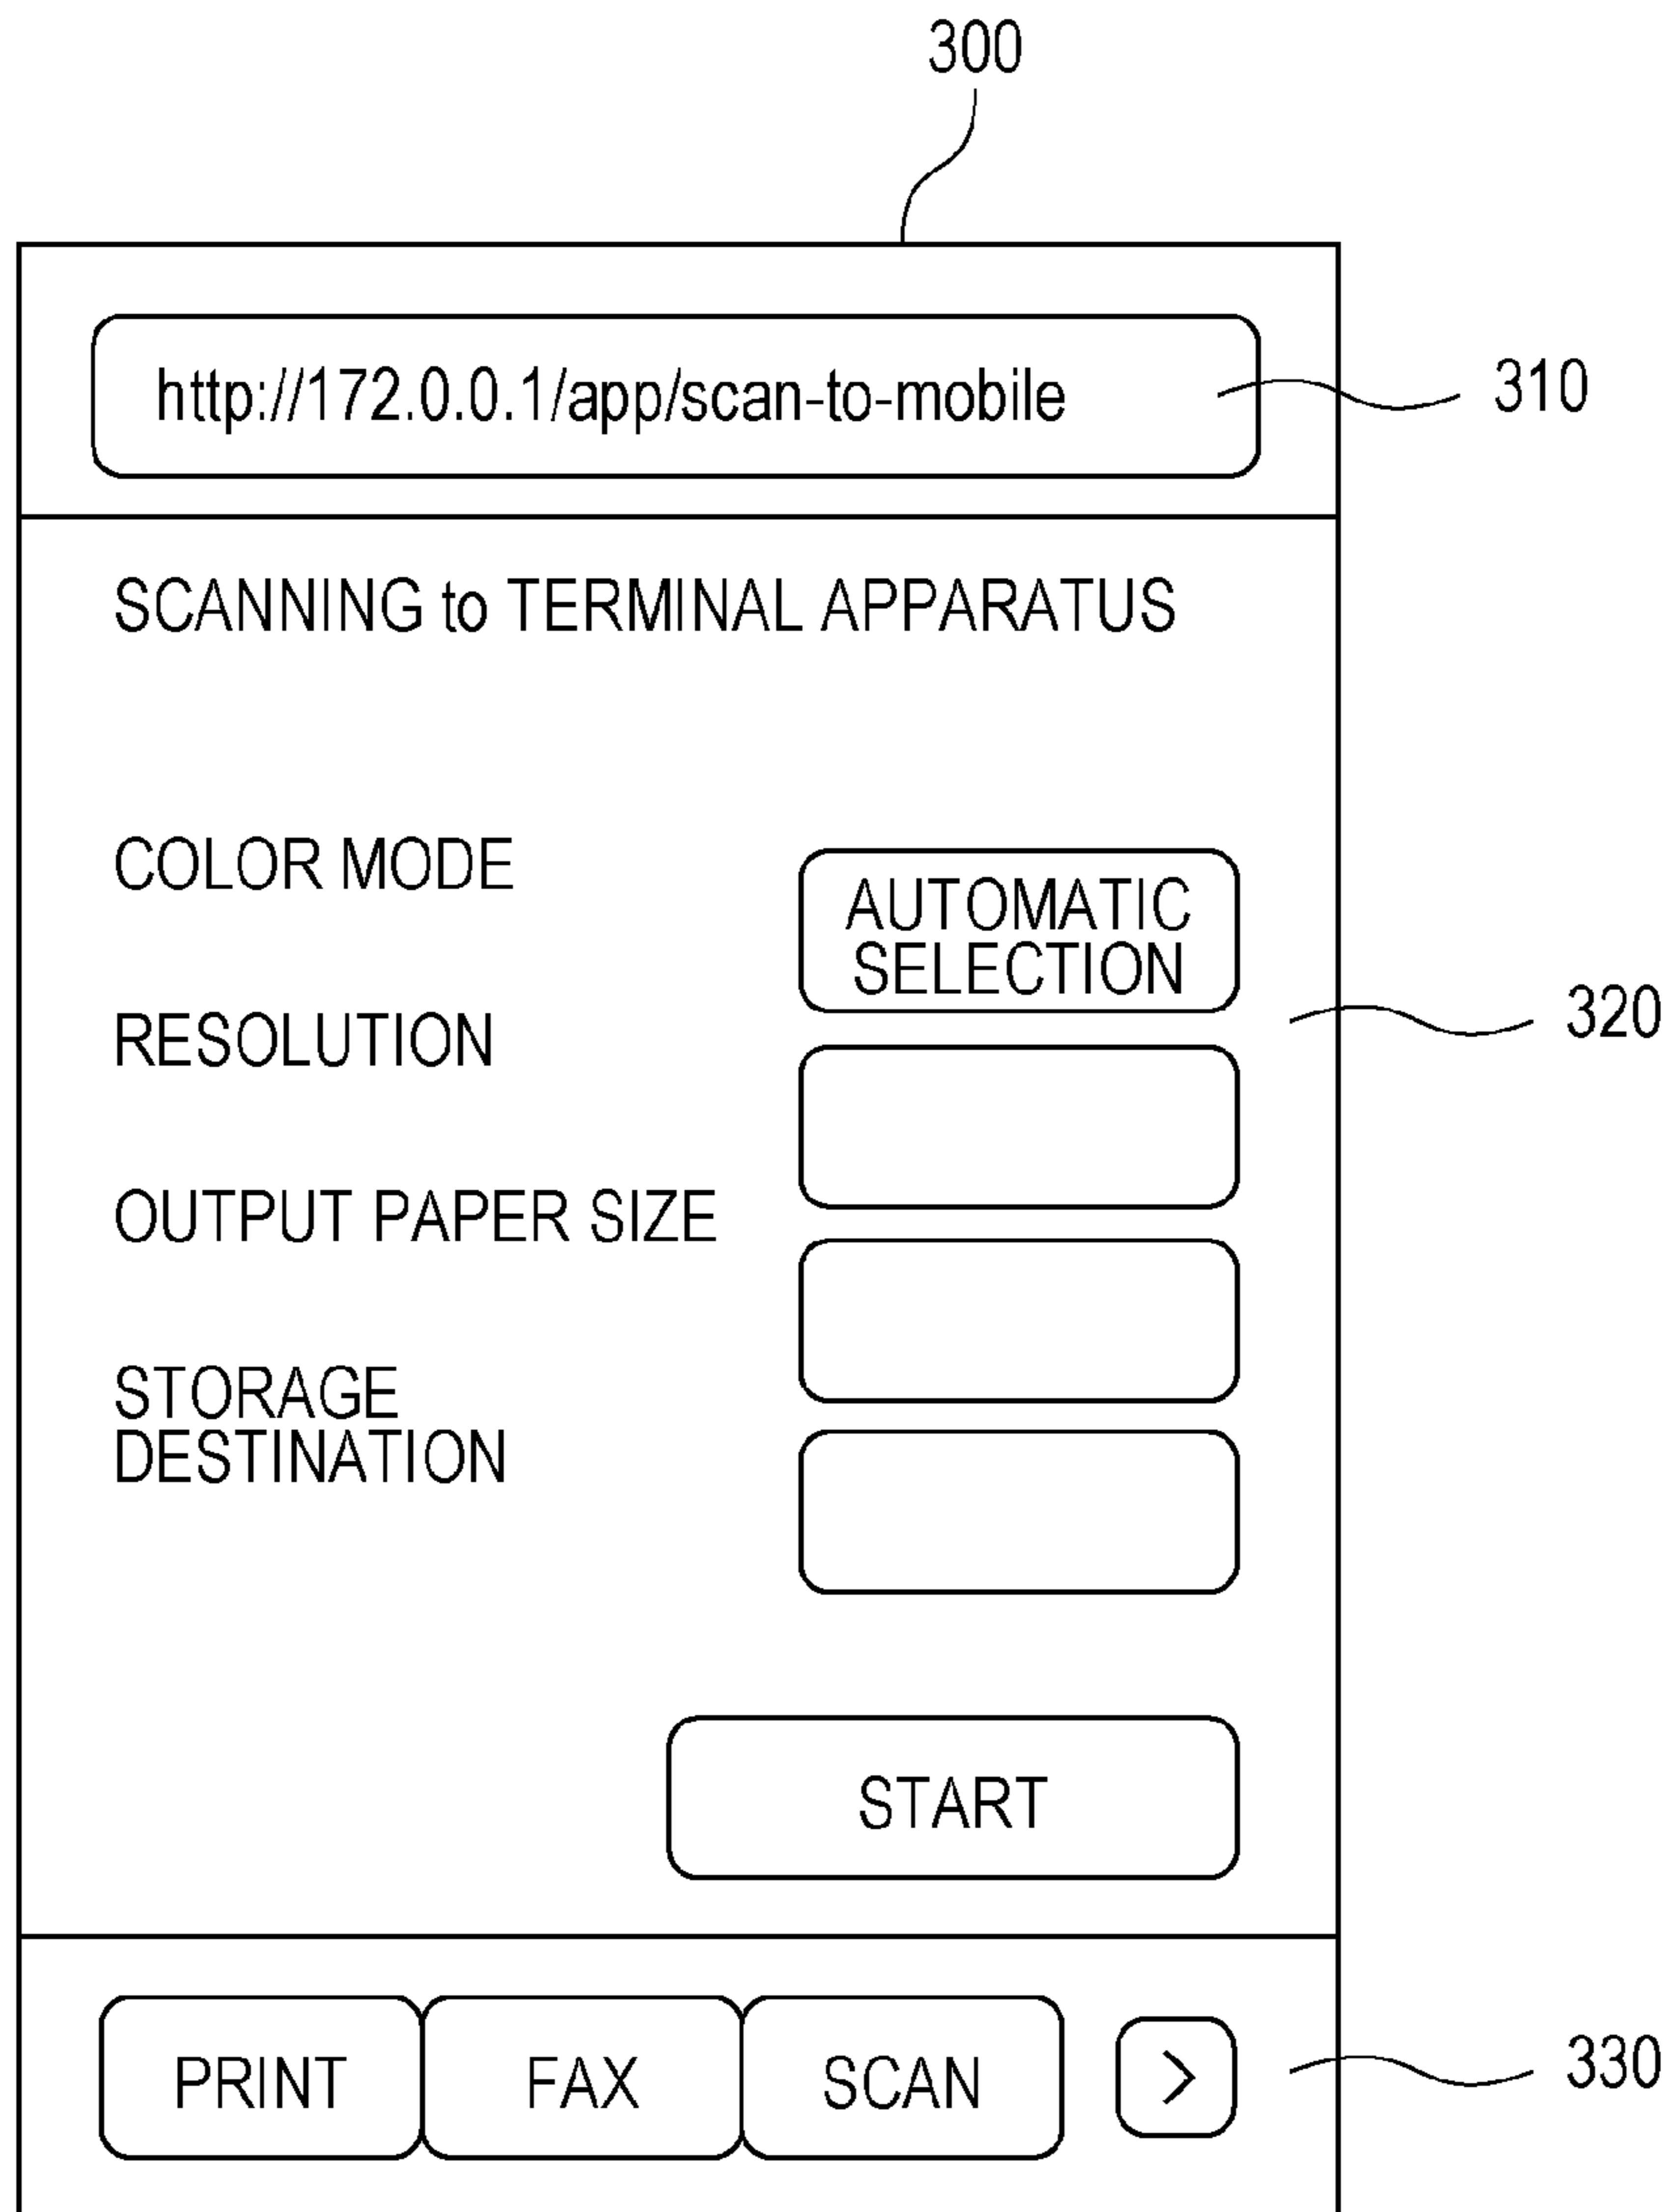 300
http://172.0.0.1/app/scan-to-mobile
310
SCANNING to TERMINAL APPARATUS
COLOR MODE
AUTOMATIC
SELECTION
320
RESOLUTION
OUTPUT PAPER SIZE
STORAGE
DESTINATION
START
PRINT FAX SCAN >
330